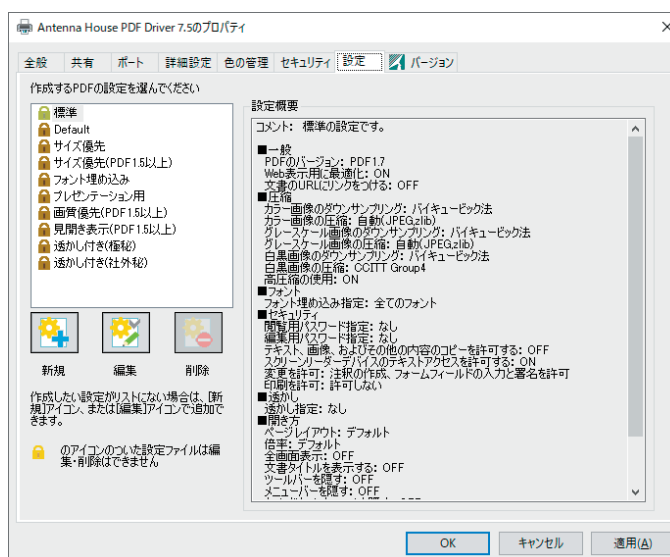 Antenna House PDF Driver 7.5のプロパティ
全般 共有 ポート 詳細設定 色の管理 セキュリティ 設定 バージョン
作成するPDFの設定を選んでください
標準
Default
サイズ優先
サイズ優先(PDF1.5以上)
フォント埋め込み
プレゼンテーション用
画質優先(PDF1.5以上)
見開き表示(PDF1.5以上)
透かし付き(極秘)
透かし付き(社外秘)
新規 編集 削除
作成したい設定がリストにない場合は、[新
規]アイコン、または[編集]アイコンで追加で
きます。
のアイコンのついた設定ファイルは編
集・削除はできません
設定概要
コメント: 標準の設定です。
■一般
PDFのバージョン: PDF1.7
Web表示用に最適化: ON
文書のURLにリンクをつける: OFF
■圧縮
カラー画像のダウンサンプリング: バイキュービック法
カラー画像の圧縮: 自動(JPEG,zlib)
グレースケール画像のダウンサンプリング: バイキュービック法
グレースケール画像の圧縮: 自動(JPEG,zlib)
白黒画像のダウンサンプリング: バイキュービック法
白黒画像の圧縮: CCITT Group4
高圧縮の使用: ON
■フォント
フォント埋め込み指定: 全てのフォント
■セキュリティ
閲覧用パスワード指定: なし
編集用パスワード指定: なし
テキスト、画像、およびその他の内容のコピーを許可する: OFF
スクリーンリーダーデバイスのテキストアクセスを許可する: ON
変更を許可: 注釈の作成、フォームフィールドの入力と署名を許可
印刷を許可: 許可しない
■透かし
透かし指定: なし
■開き方
ページレイアウト: デフォルト
倍率: デフォルト
全画面表示: OFF
文書タイトルを表示する: OFF
ツールバーを隠す: OFF
メニューバーを隠す: OFF
OK キャンセル 適用(A)